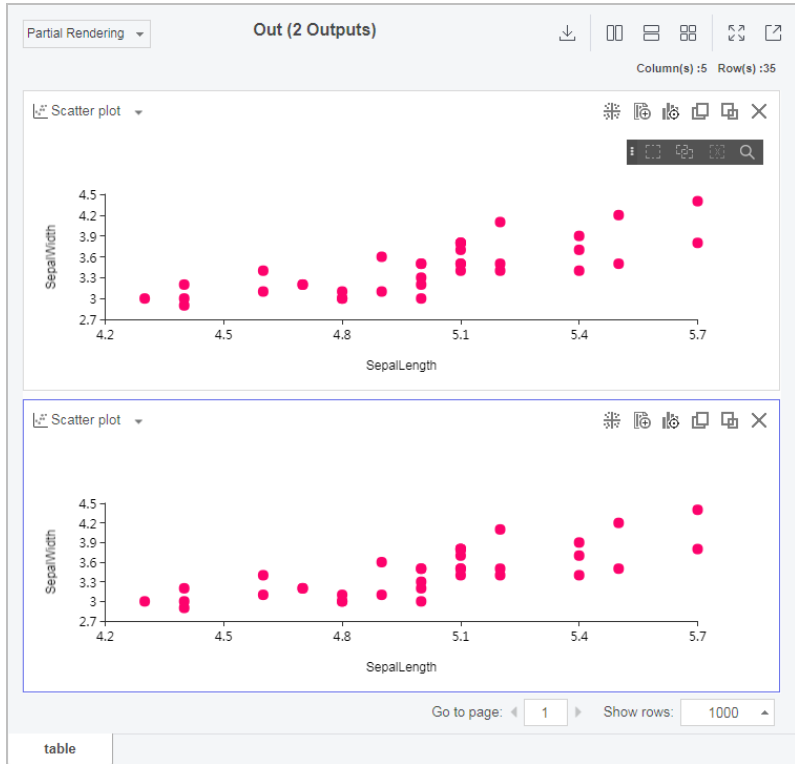 Partial Rendering
Out (2 Outputs)
Column(s) :5 Row(s) :35
Scatter plot
4.5
4.2
3.9
3.6
3.3
3
2.7
SepalWidth
4.2 4.5 4.8 5.1 5.4 5.7
SepalLength
Scatter plot
4.5
4.2
3.9
3.6
3.3
3
2.7
SepalWidth
4.2 4.5 4.8 5.1 5.4 5.7
SepalLength
Go to page: 1 Show rows: 1000
table